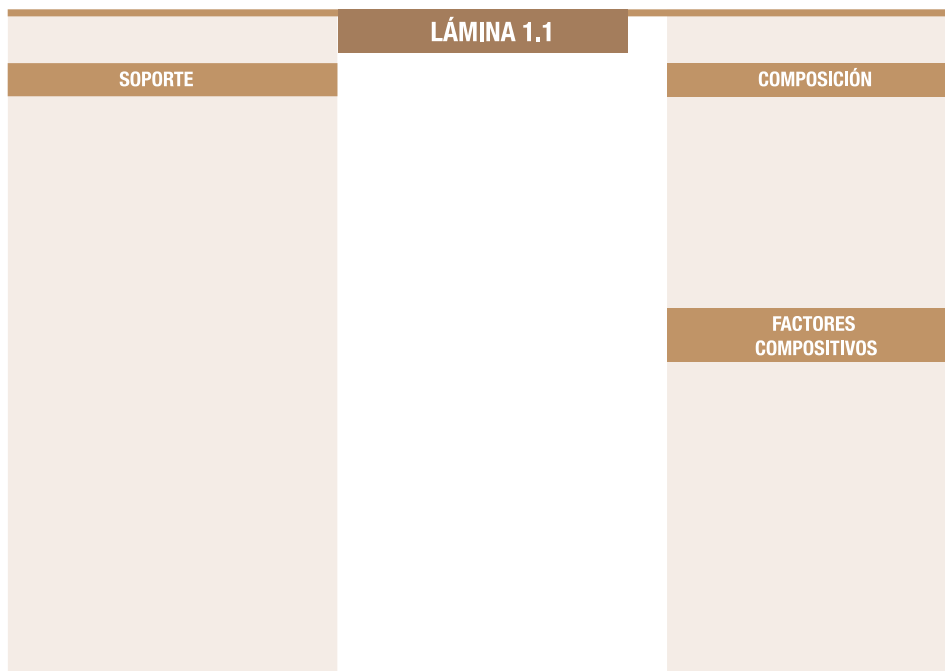 LÁMINA 1.1
SOPORTE
COMPOSICIÓN
FACTORES
COMPOSITIVOS